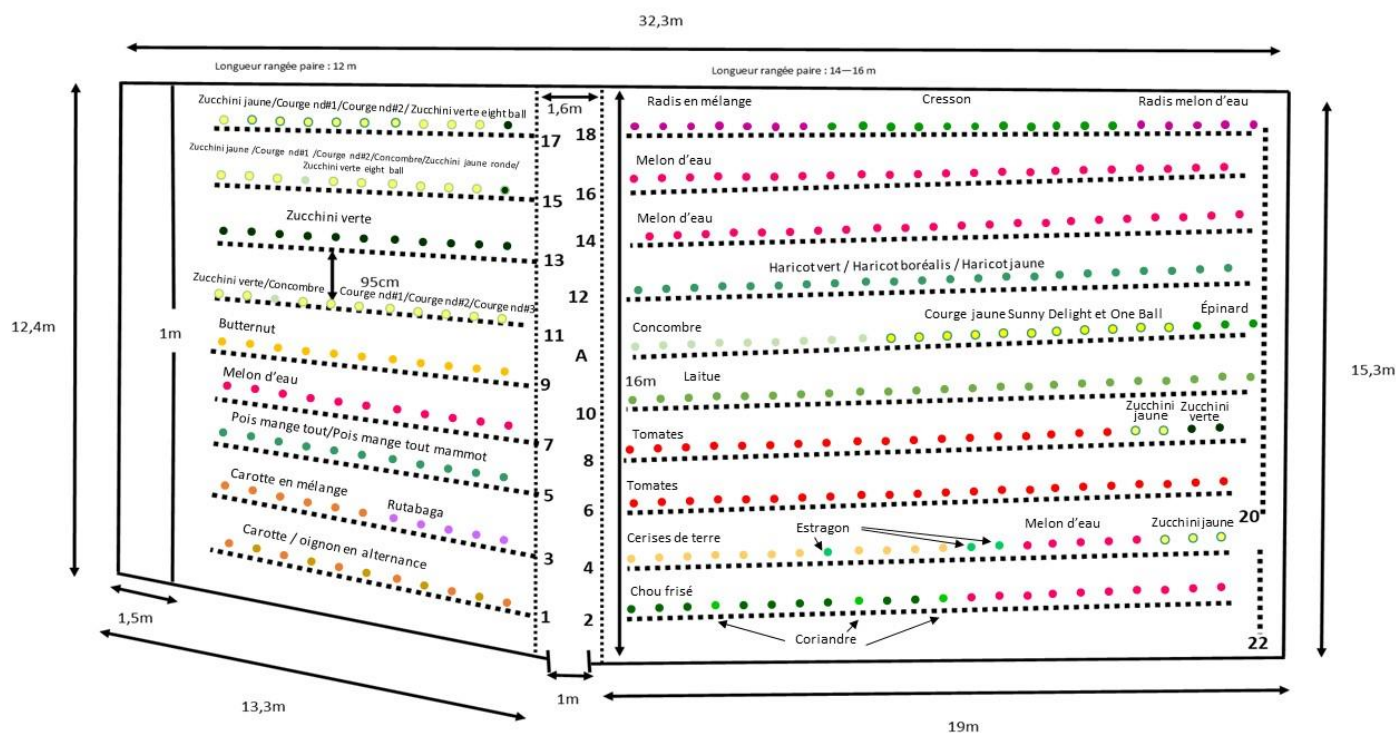 32,3m
Longueur rangée paire : 12 m
Longueur rangée paire : 14—16 m
Zucchini jaune/Courge nd#1/Courge nd#2/ Zucchini verte eight ball
1,6m
Radis en mélange
Cresson
Radis melon d'eau
17
18
Zucchini jaune /Courge nd#1 /Courge nd#2/Concombre/Zucchini jaune ronde/
Zucchini verte eight ball
Melon d'eau
15
16
Zucchini verte
Melon d'eau
13
14
95cm
Haricot vert / Haricot boréalis / Haricot jaune
Zucchini verte/Concombre
Courge nd#1/Courge nd#2/Courge nd#3
12
12,4m
1m
11
Butternut
Concombre
Courge jaune Sunny Delight et One Ball
Épinard
A
15,3m
9
Melon d'eau
16m
Laitue
10
7
Pois mange tout/Pois mange tout mammot
Tomates
Zucchini
jaune
Zucchini
verte
8
5
Carotte en mélange
Rutabaga
Tomates
6
20
3
Carotte / oignon en alternance
Cerises de terre
Estragon
Melon d'eau
Zucchini jaune
4
1
Chou frisé
2
Coriandre
22
1,5m
13,3m
1m
19m